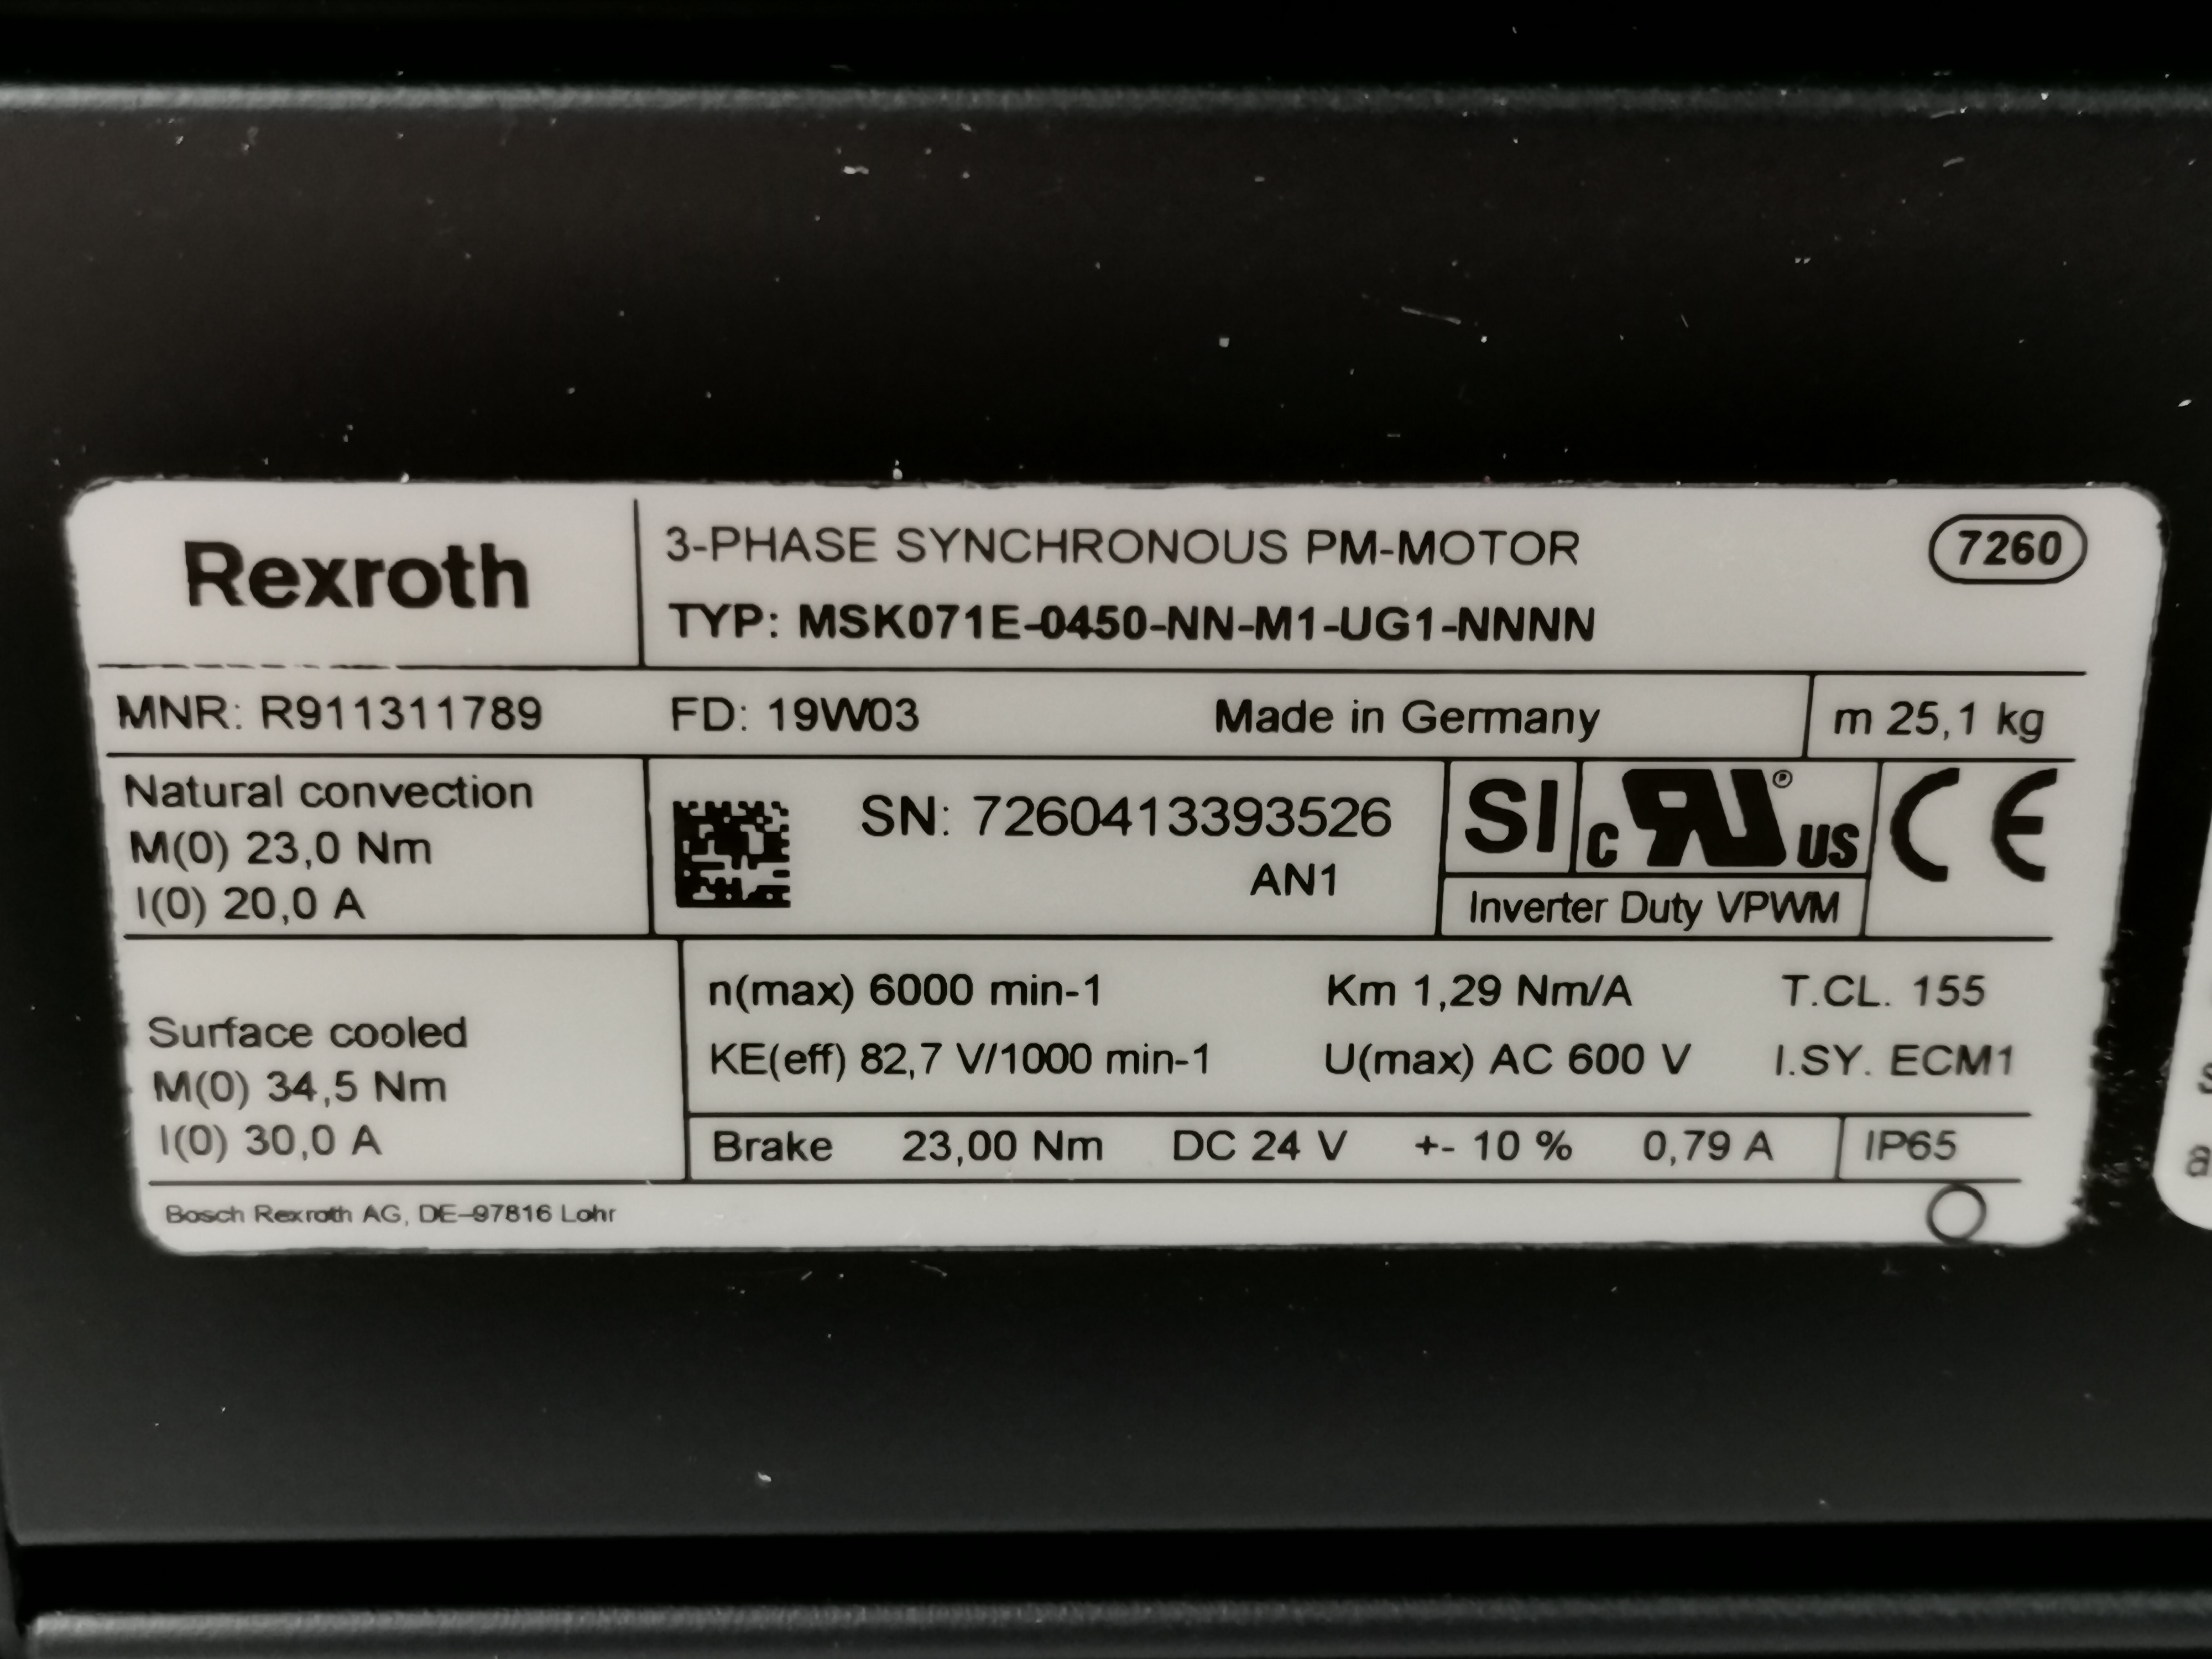 Rexroth
3-PHASE SYNCHRONOUS PM-MOTOR
7260
TYP: MSK071E-0450-NN-M1-UG1-NNNN
MNR: R911311789 FD: 19W03 Made in Germany m 25,1 kg
Natural convection
M(0) 23,0 Nm
I(0) 20,0 A
SN: 7260413393526
AN1
SI c RU ® US CE
Inverter Duty VPWM
Surface cooled
M(0) 34,5 Nm
I(0) 30,0 A
n(max) 6000 min-1 Km 1,29 Nm/A T.CL. 155
KE(eff) 82,7 V/1000 min-1 U(max) AC 600 V I.SY. ECM1
Brake 23,00 Nm DC 24 V +- 10 % 0,79 A IP65
Bosch Rexroth AG, DE-97816 Lohr